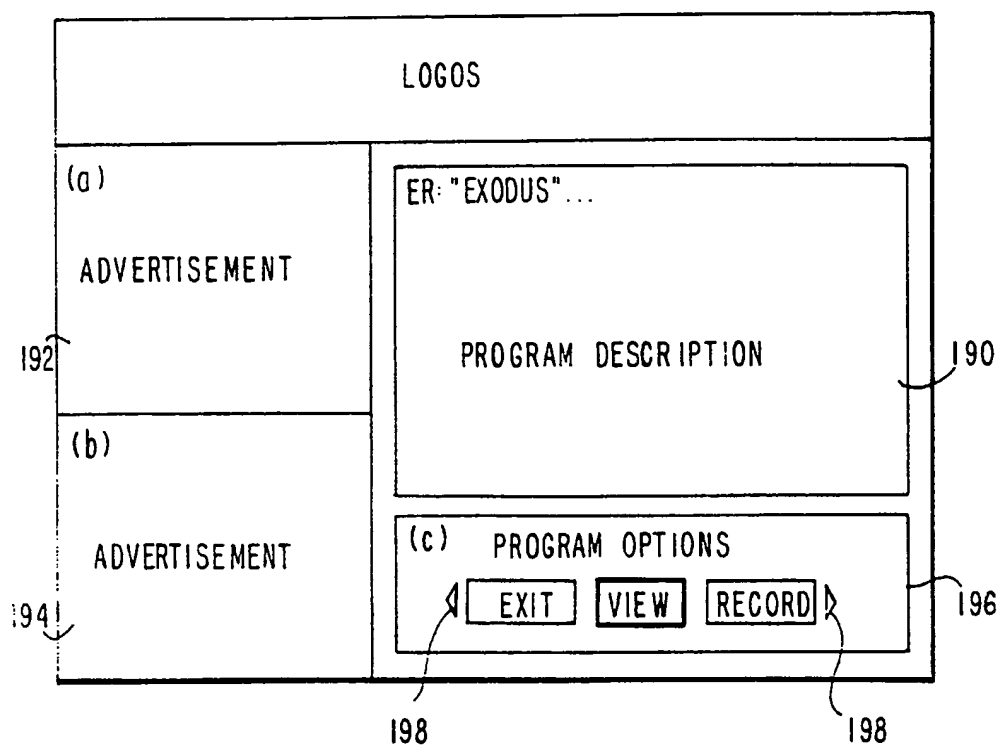 LOGOS
(a)
ADVERTISEMENT
192
(b)
ADVERTISEMENT
194
ER: "EXODUS"...
PROGRAM DESCRIPTION
190
(c) PROGRAM OPTIONS
EXIT VIEW RECORD
196
198 198